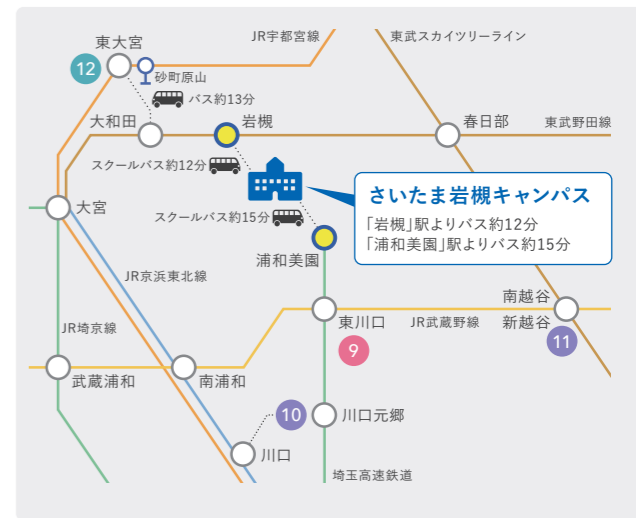 JR宇都宮線
東武スカイツリーライン
東大宮
12
砂町原山
バス約13分
大和田
岩槻
春日部
東武野田線
スクールバス約12分
さいたま岩槻キャンパス
「岩槻」駅よりバス約12分
「浦和美園」駅よりバス約15分
大宮
スクールバス約15分
浦和美園
JR京浜東北線
南越谷
新越谷
11
JR埼京線
東川口
JR武蔵野線
9
武蔵浦和
南浦和
10
川口元郷
川口
埼玉高速鉄道